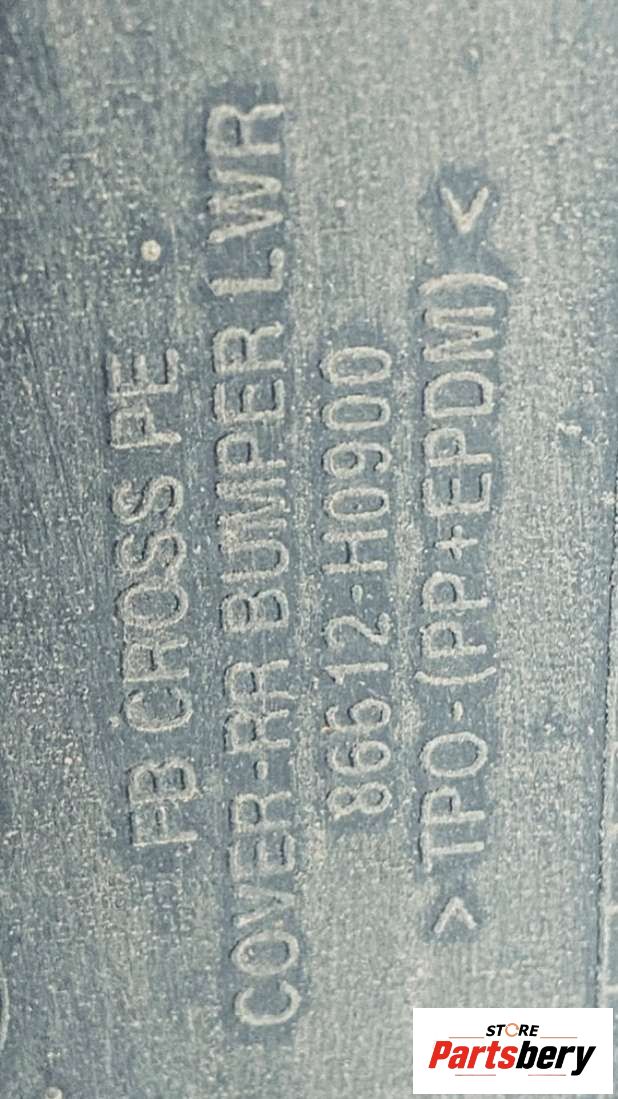 FB CROSS PE
COVER-RR BUMPER LWR
86612-H0900
>TPO-(PP+EPDM)<
STORE
Partsbery